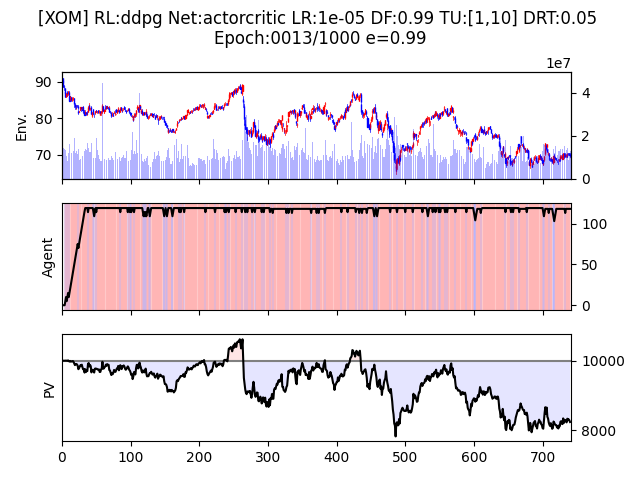 [XOM] RL:ddpg Net:actorcritic LR:1e-05 DF:0.99 TU:[1,10] DRT:0.05
Epoch:0013/1000 e=0.99
1e7
90
80
70
Env.
4
2
0
Agent
100
50
0
PV
10000
8000
0 100 200 300 400 500 600 700